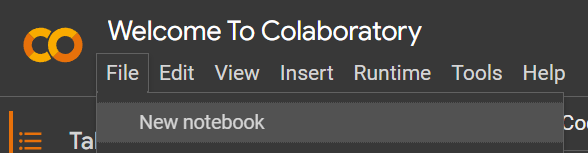 Welcome To Colaboratory
File Edit View Insert Runtime Tools Help
New notebook